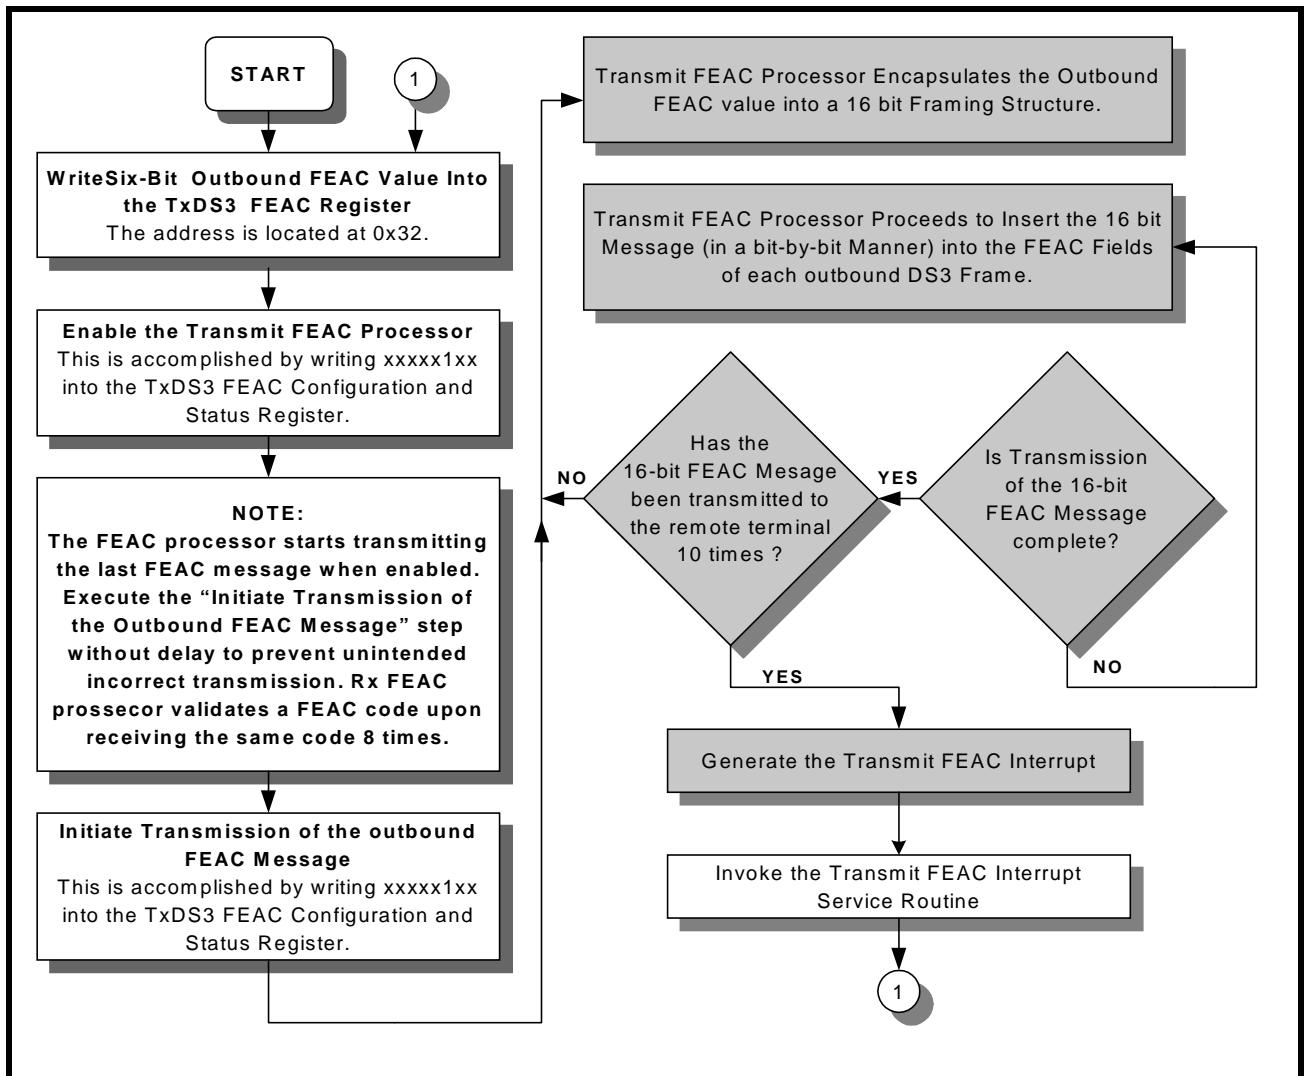 START
1
WriteSix-Bit Outbound FEAC Value Into
the TxDS3 FEAC Register
The address is located at 0x32.
Enable the Transmit FEAC Processor
This is accomplished by writing xxxxx1xx
into the TxDS3 FEAC Configuration and
Status Register.
NOTE:
The FEAC processor starts transmitting
the last FEAC message when enabled.
Execute the “Initiate Transmission of
the Outbound FEAC Message” step
without delay to prevent unintended
incorrect transmission. Rx FEAC
prossecor validates a FEAC code upon
receiving the same code 8 times.
Initiate Transmission of the outbound
FEAC Message
This is accomplished by writing xxxxx1xx
into the TxDS3 FEAC Configuration and
Status Register.
Transmit FEAC Processor Encapsulates the Outbound
FEAC value into a 16 bit Framing Structure.
Transmit FEAC Processor Proceeds to Insert the 16 bit
Message (in a bit-by-bit Manner) into the FEAC Fields
of each outbound DS3 Frame.
Is Transmission
of the 16-bit
FEAC Message
complete?
YES
NO
Has the
16-bit FEAC Mesage
been transmitted to
the remote terminal
10 times ?
NO
YES
Generate the Transmit FEAC Interrupt
Invoke the Transmit FEAC Interrupt
Service Routine
1